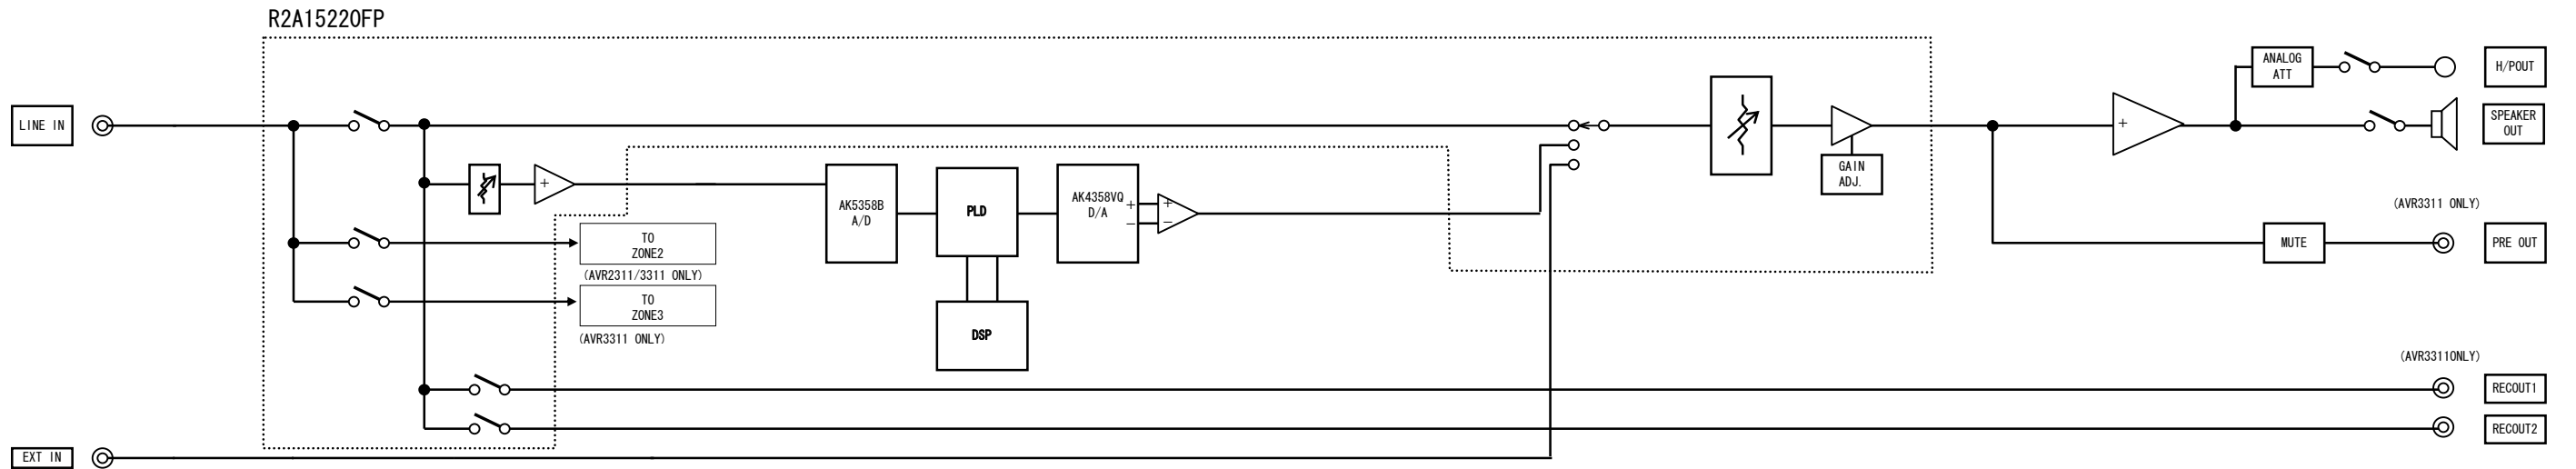 R2A15220FP
LINE IN
ANALOG
ATT
H/POUT
SPEAKER
OUT
+
+
GAIN
ADJ.
AK5358B
A/D
PLD
AK4358VQ
D/A
+
−
+
−
(AVR3311 ONLY)
TO
ZONE2
(AVR2311/3311 ONLY)
MUTE
PRE OUT
TO
ZONE3
(AVR3311 ONLY)
DSP
(AVR3311ONLY)
RECOUT1
RECOUT2
EXT IN